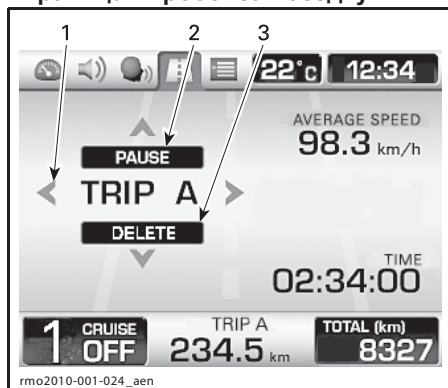 1
2
3
22°c
12:34
PAUSE
TRIP A
DELETE
AVERAGE SPEED
98.3 km/h
TIME
02:34:00
1 CRUISE OFF
TRIP A
234.5 km
TOTAL (km)
8327
rmo2010-001-024_aen